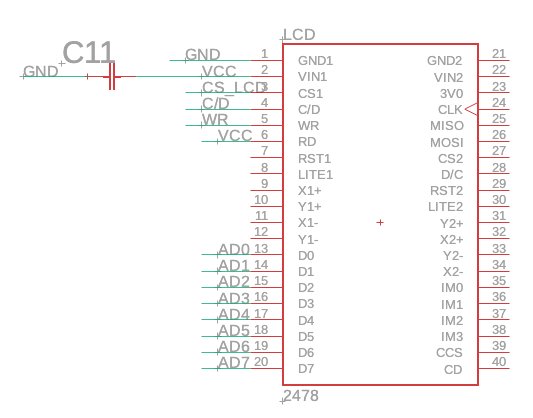 LCD
C11
GND
GND 1 GND1 GND2 21
VCC 2 VIN1 VIN2 22
CS_LCD 3 CS1 3V0 23
C/D 4 C/D CLK 24
WR 5 WR MISO 25
VCC 6 RD MOSI 26
7 RST1 CS2 27
8 LITE1 D/C 28
9 X1+ RST2 29
10 Y1+ LITE2 30
11 X1- Y2+ 31
12 Y1- X2+ 32
AD0 13 D0 Y2- 33
AD1 14 D1 X2- 34
AD2 15 D2 IM0 35
AD3 16 D3 IM1 36
AD4 17 D4 IM2 37
AD5 18 D5 IM3 38
AD6 19 D6 CCS 39
AD7 20 D7 CD 40
2478